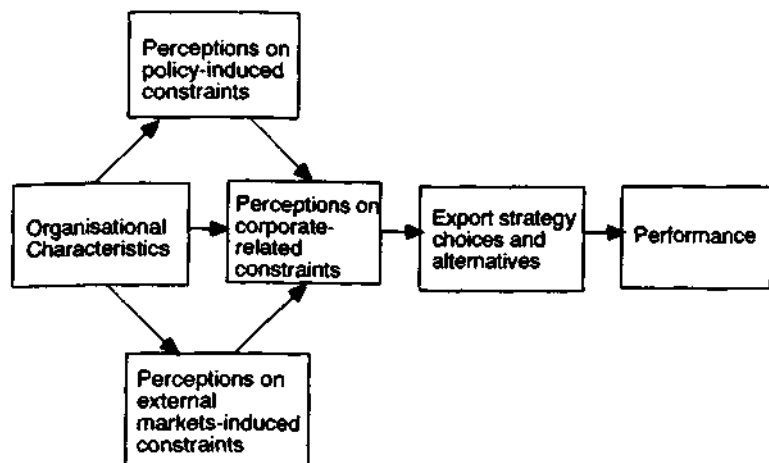 Perceptions on
policy-induced
constraints
Organisational
Characteristics
Perceptions on
corporate-
related
constraints
Export strategy
choices and
alternatives
Performance
Perceptions on
external
markets-induced
constraints